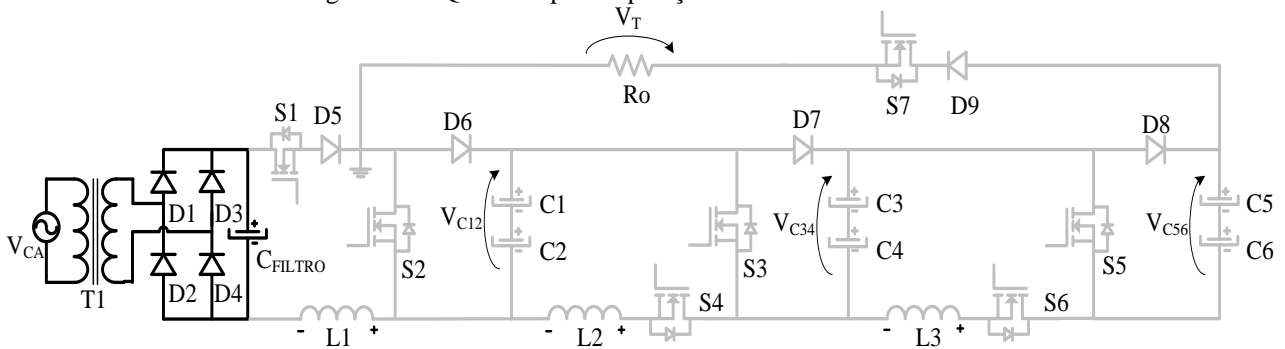 V_T
S1
D5
D6
Ro
S7
D9
D7
D8
D1
D3
V_CA
C_FILTRO
V_C12
C1
C2
S2
S3
V_C34
C3
C4
S5
V_C56
C5
C6
T1
D2
D4
- L1 +
- L2 +
S4
- L3 +
S6